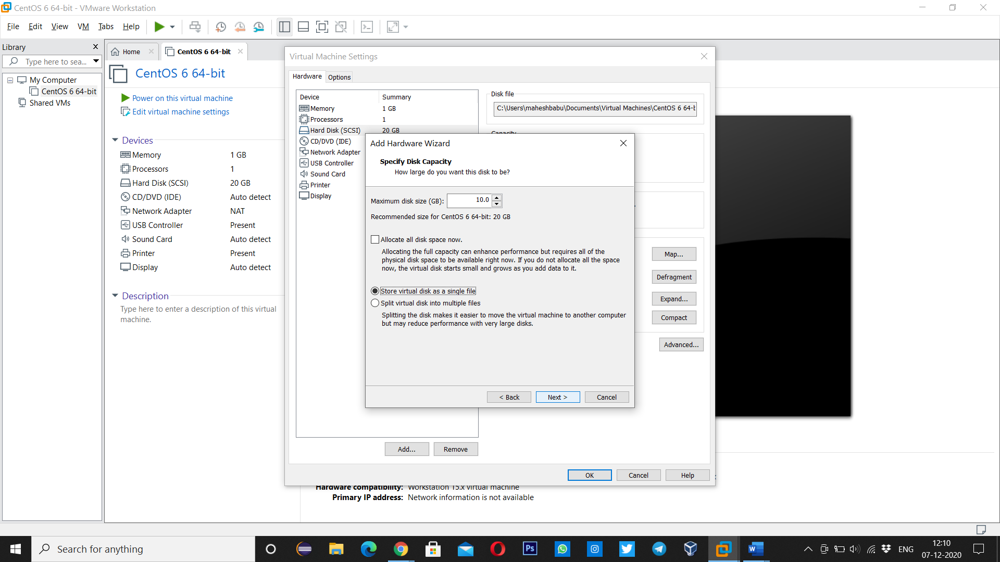 CentOS 6 64-bit - VMware Workstation
File Edit View VM Tabs Help
Library
Type here to sea...
My Computer
CentOS 6 64-bit
Shared VMs
Home
CentOS 6 64-bit
CentOS 6 64-bit
Power on this virtual machine
Edit virtual machine settings
Devices
Memory 1 GB
Processors 1
Hard Disk (SCSI) 20 GB
CD/DVD (IDE) Auto detect
Network Adapter NAT
USB Controller Present
Sound Card Auto detect
Printer Present
Display Auto detect
Description
Type here to enter a description of this virtual
machine.
Virtual Machine Settings
Hardware Options
Device Summary
Memory 1 GB
Processors 1
Hard Disk (SCSI) 20 GB
CD/DVD (IDE)
Network Adapter
USB Controller
Sound Card
Printer
Display
Disk file
C:\Users\maheshbabu\Documents\Virtual Machines\CentOS 6 64-b
Capacity
Map...
Defragment
Expand...
Compact
Advanced...
Add Hardware Wizard
Specify Disk Capacity
How large do you want this disk to be?
Maximum disk size (GB): 10.0
Recommended size for CentOS 6 64-bit: 20 GB
Allocate all disk space now.
Allocating the full capacity can enhance performance but requires all of the
physical disk space to be available right now. If you do not allocate all the space
now, the virtual disk starts small and grows as you add data to it.
Store virtual disk as a single file
Split virtual disk into multiple files
Splitting the disk makes it easier to move the virtual machine to another computer
but may reduce performance with very large disks.
< Back Next > Cancel
Add... Remove
OK Cancel Help
Hardware compatibility: Workstation 15.x virtual machine
Primary IP address: Network information is not available
Search for anything
Ps
W
ENG
12:10
07-12-2020